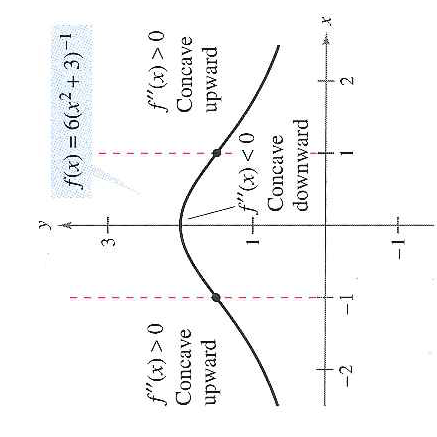 y
f(x) = 6(x² + 3)⁻¹
3
f″(x) > 0
Concave
upward
f″(x) > 0
Concave
upward
f″(x) < 0
Concave
downward
1
x
-2
-1
1
2
-1